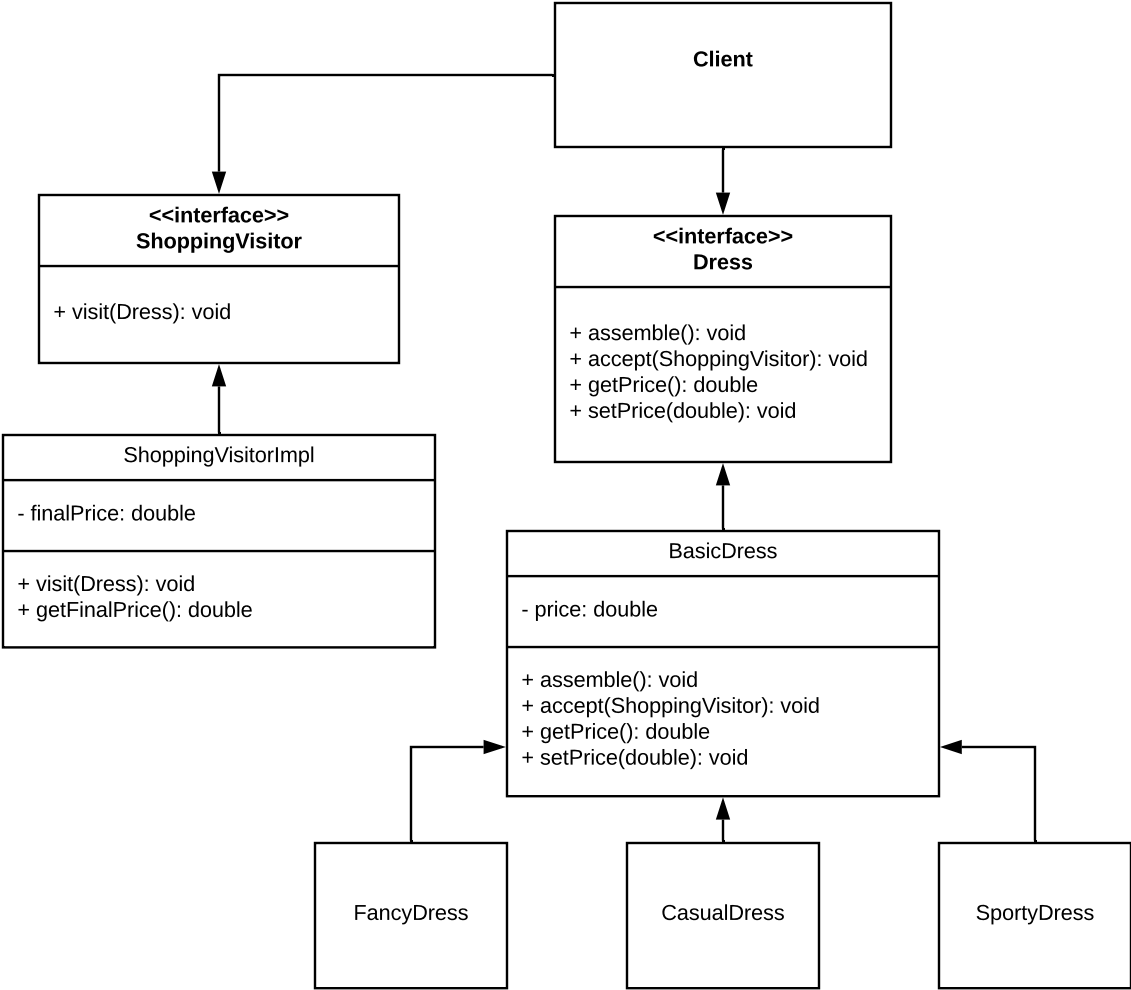 Client
<<interface>>
ShoppingVisitor
+ visit(Dress): void
<<interface>>
Dress
+ assemble(): void
+ accept(ShoppingVisitor): void
+ getPrice(): double
+ setPrice(double): void
ShoppingVisitorImpl
- finalPrice: double
+ visit(Dress): void
+ getFinalPrice(): double
BasicDress
- price: double
+ assemble(): void
+ accept(ShoppingVisitor): void
+ getPrice(): double
+ setPrice(double): void
FancyDress
CasualDress
SportyDress